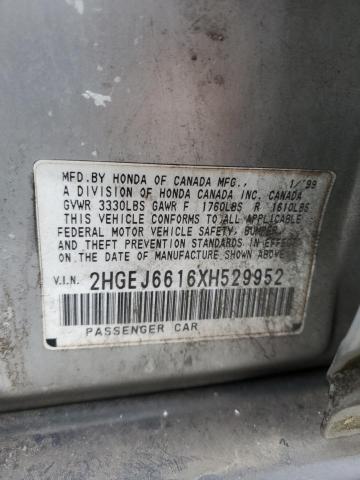 MFD.BY HONDA OF CANADA MFG., 1/'99
A DIVISION OF HONDA CANADA INC. CANADA
GVWR 3330LBS GAWR F 1760LBS R 1610LBS
THIS VEHICLE CONFORMS TO ALL APPLICABLE
FEDERAL MOTOR VEHICLE SAFETY, BUMPER,
AND THEFT PREVENTION STANDARDS IN EFFECT ON
THE DATE OF MANUFACTURE SHOWN ABOVE.
V.I.N. 2HGEJ6616XH529952
PASSENGER CAR